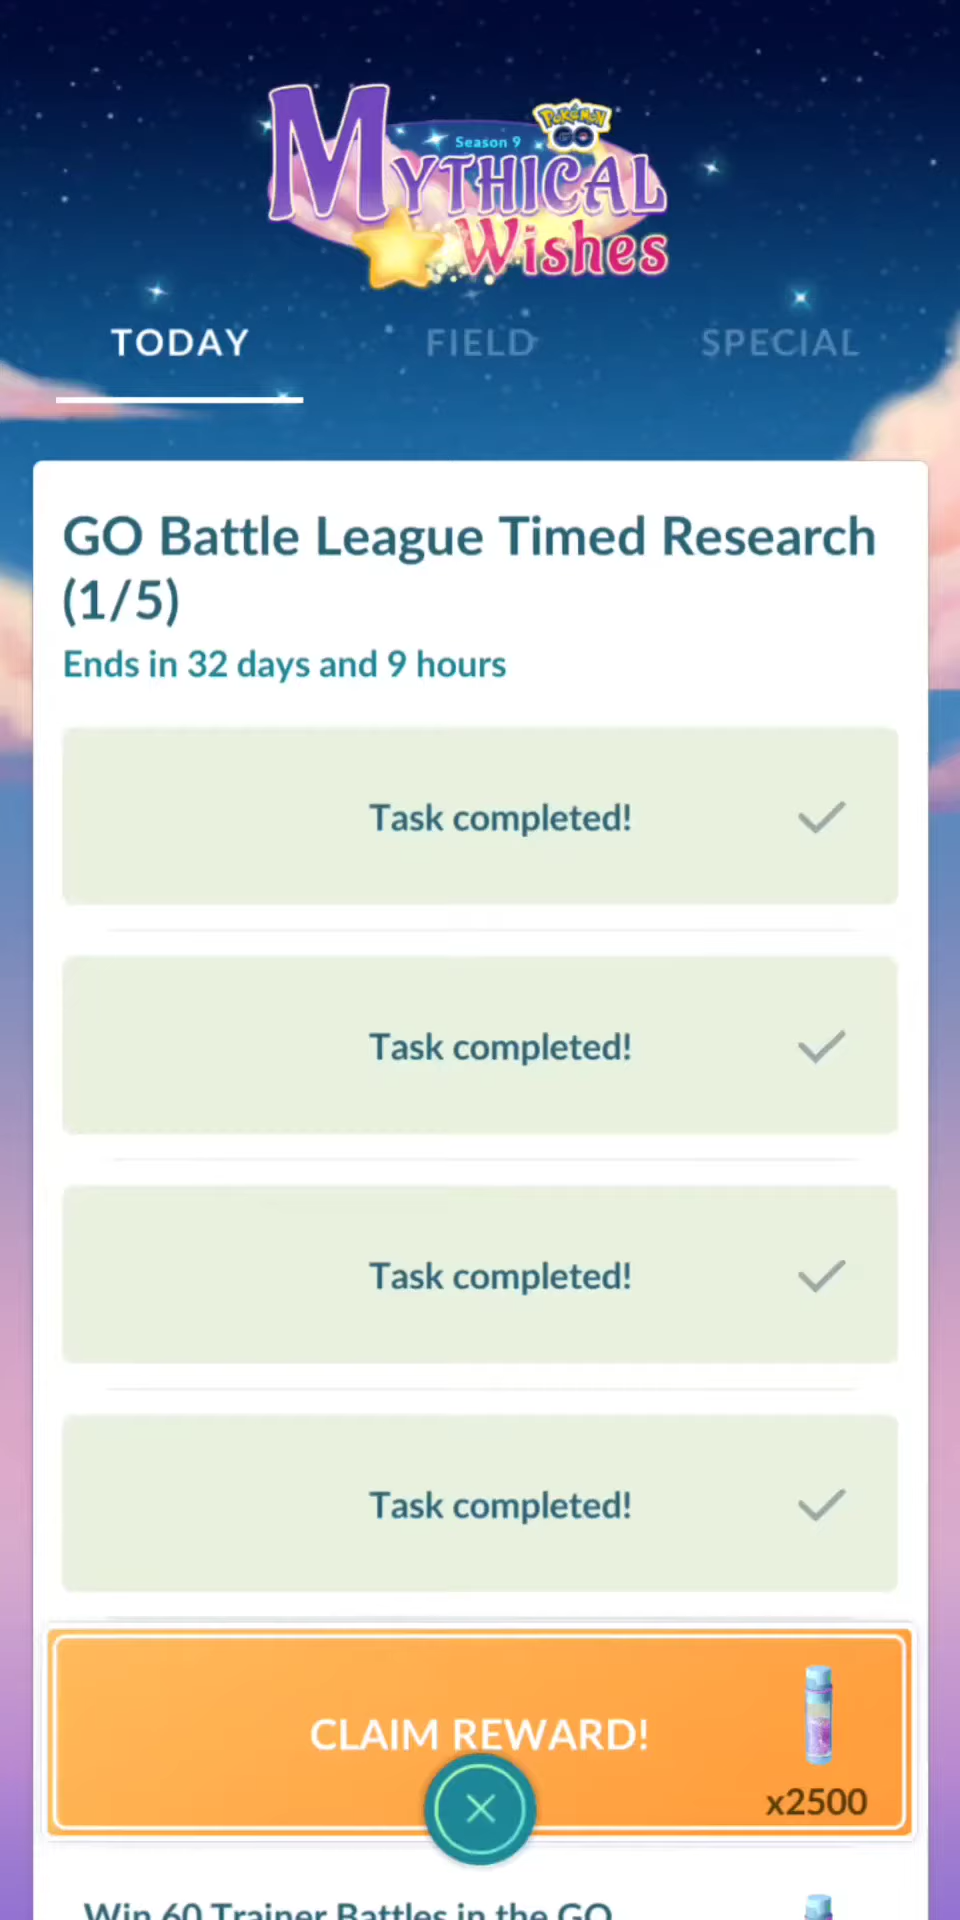 Pokémon
GO
Season 9
MYTHICAL
Wishes
TODAY
FIELD
SPECIAL
GO Battle League Timed Research
(1/5)
Ends in 32 days and 9 hours
Task completed!
Task completed!
Task completed!
Task completed!
CLAIM REWARD!
x2500
Win 60 Trainer Battles in the GO